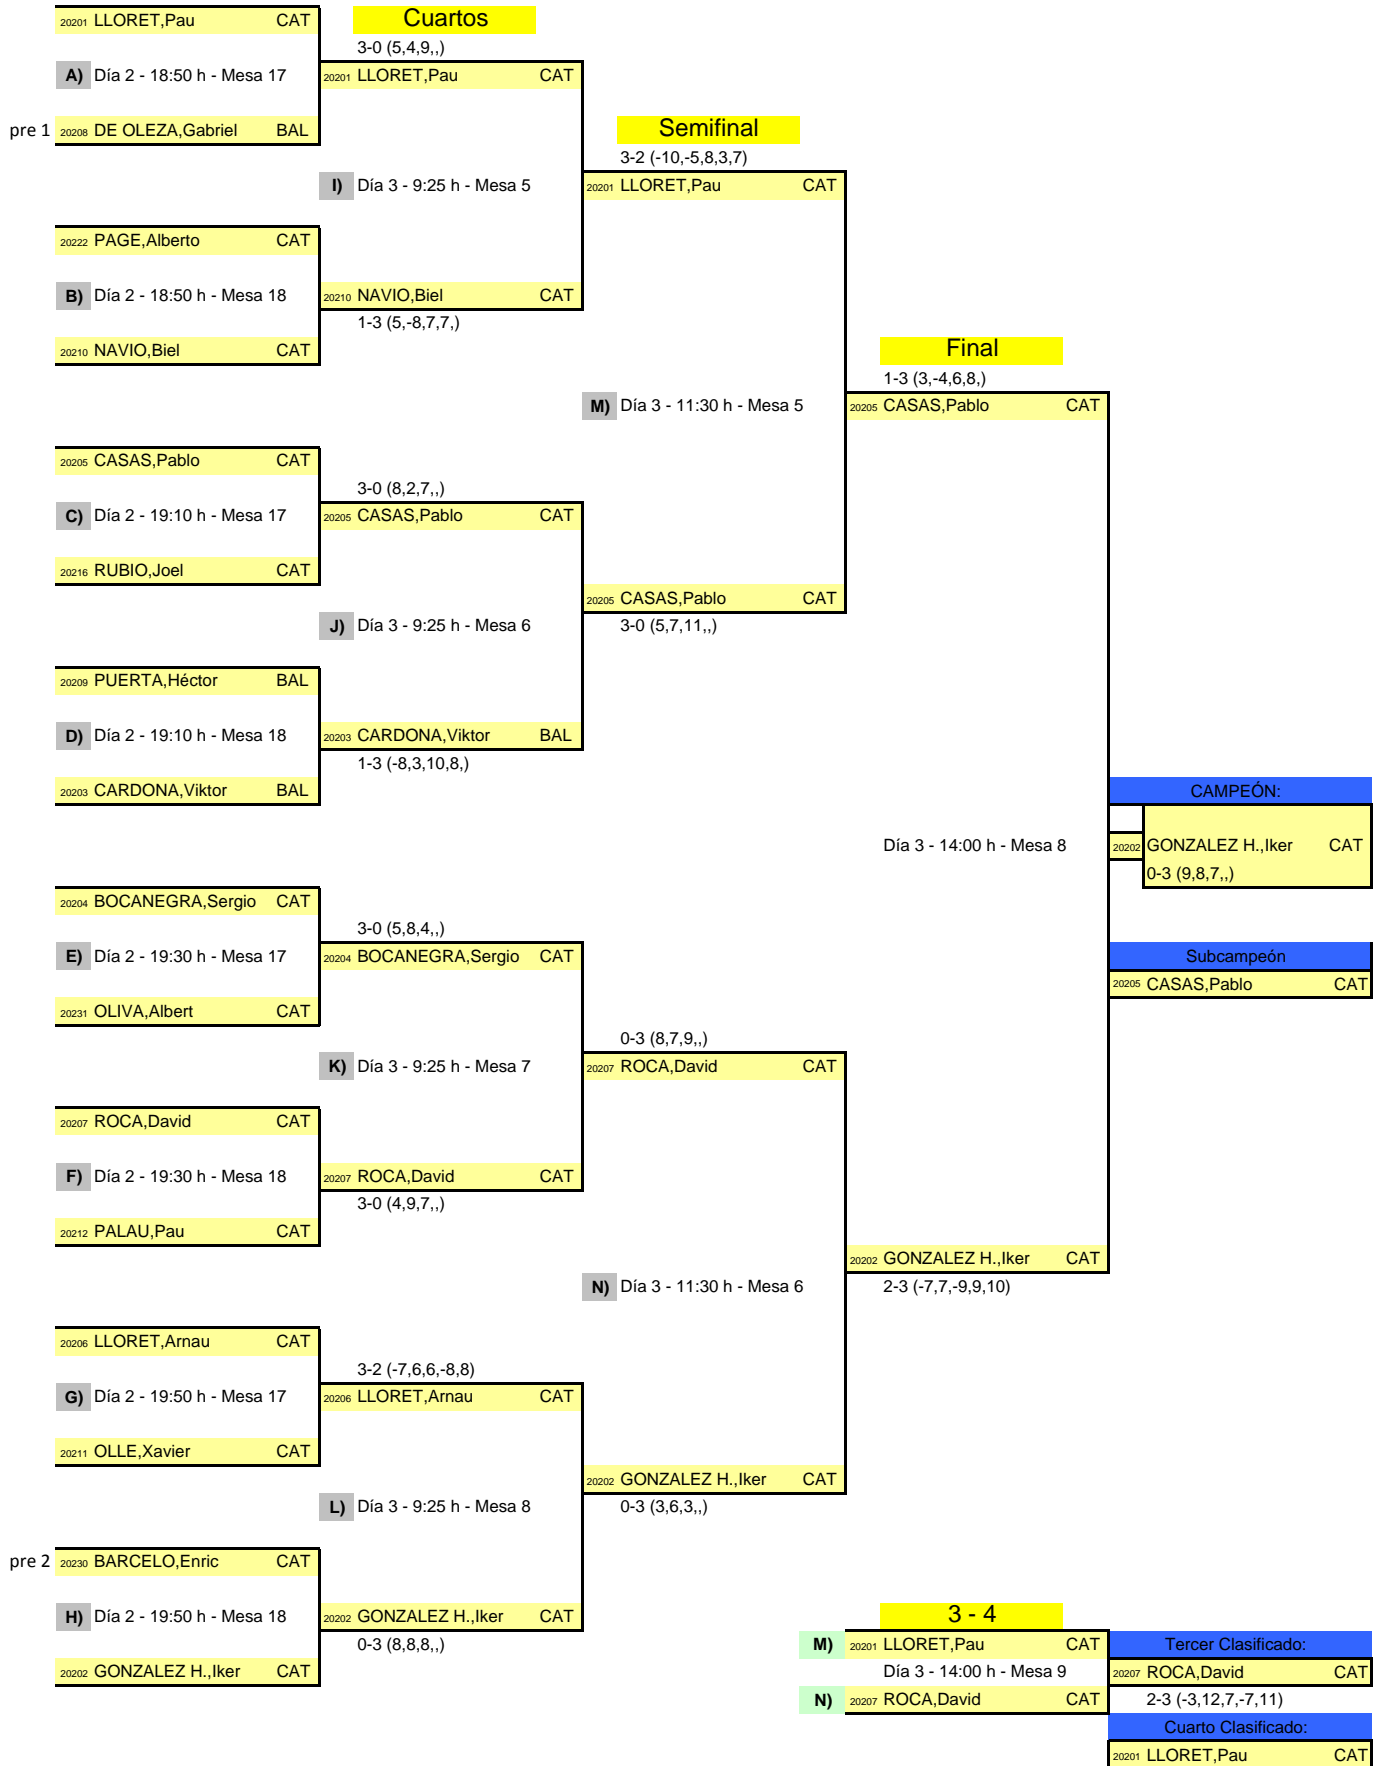 20201 LLORET,Pau CAT
Cuartos
3-0 (5,4,9,,)
A) Día 2 - 18:50 h - Mesa 17
20201 LLORET,Pau CAT
pre 1 20208 DE OLEZA,Gabriel BAL
Semifinal
3-2 (-10,-5,8,3,7)
I) Día 3 - 9:25 h - Mesa 5
20201 LLORET,Pau CAT
20222 PAGE,Alberto CAT
B) Día 2 - 18:50 h - Mesa 18
20210 NAVIO,Biel CAT
1-3 (5,-8,7,7,)
20210 NAVIO,Biel CAT
Final
1-3 (3,-4,6,8,)
M) Día 3 - 11:30 h - Mesa 5
20205 CASAS,Pablo CAT
20205 CASAS,Pablo CAT
3-0 (8,2,7,,)
C) Día 2 - 19:10 h - Mesa 17
20205 CASAS,Pablo CAT
20216 RUBIO,Joel CAT
20205 CASAS,Pablo CAT
J) Día 3 - 9:25 h - Mesa 6
3-0 (5,7,11,,)
20209 PUERTA,Héctor BAL
D) Día 2 - 19:10 h - Mesa 18
20203 CARDONA,Viktor BAL
1-3 (-8,3,10,8,)
20203 CARDONA,Viktor BAL
CAMPEÓN:
Día 3 - 14:00 h - Mesa 8
20202 GONZALEZ H.,Iker CAT
0-3 (9,8,7,,)
20204 BOCANEGRA,Sergio CAT
3-0 (5,8,4,,)
E) Día 2 - 19:30 h - Mesa 17
20204 BOCANEGRA,Sergio CAT
Subcampeón
20205 CASAS,Pablo CAT
20231 OLIVA,Albert CAT
0-3 (8,7,9,,)
K) Día 3 - 9:25 h - Mesa 7
20207 ROCA,David CAT
20207 ROCA,David CAT
F) Día 2 - 19:30 h - Mesa 18
20207 ROCA,David CAT
3-0 (4,9,7,,)
20212 PALAU,Pau CAT
20202 GONZALEZ H.,Iker CAT
N) Día 3 - 11:30 h - Mesa 6
2-3 (-7,7,-9,9,10)
20206 LLORET,Arnau CAT
3-2 (-7,6,6,-8,8)
G) Día 2 - 19:50 h - Mesa 17
20206 LLORET,Arnau CAT
20211 OLLE,Xavier CAT
20202 GONZALEZ H.,Iker CAT
L) Día 3 - 9:25 h - Mesa 8
0-3 (3,6,3,,)
pre 2 20230 BARCELO,Enric CAT
H) Día 2 - 19:50 h - Mesa 18
20202 GONZALEZ H.,Iker CAT
0-3 (8,8,8,,)
20202 GONZALEZ H.,Iker CAT
3 - 4
M) 20201 LLORET,Pau CAT
Tercer Clasificado:
Día 3 - 14:00 h - Mesa 9
20207 ROCA,David CAT
N) 20207 ROCA,David CAT
2-3 (-3,12,7,-7,11)
Cuarto Clasificado:
20201 LLORET,Pau CAT